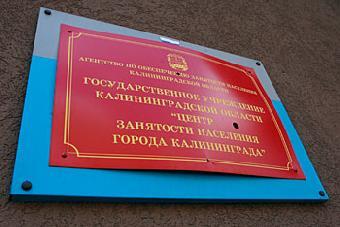 АГЕНТСТВО ПО ОБЕСПЕЧЕНИЮ ЗАНЯТОСТИ НАСЕЛЕНИЯ
КАЛИНИНГРАДСКОЙ ОБЛАСТИ
ГОСУДАРСТВЕННОЕ УЧРЕЖДЕНИЕ
КАЛИНИНГРАДСКОЙ ОБЛАСТИ
"ЦЕНТР
ЗАНЯТОСТИ НАСЕЛЕНИЯ
ГОРОДА КАЛИНИНГРАДА"